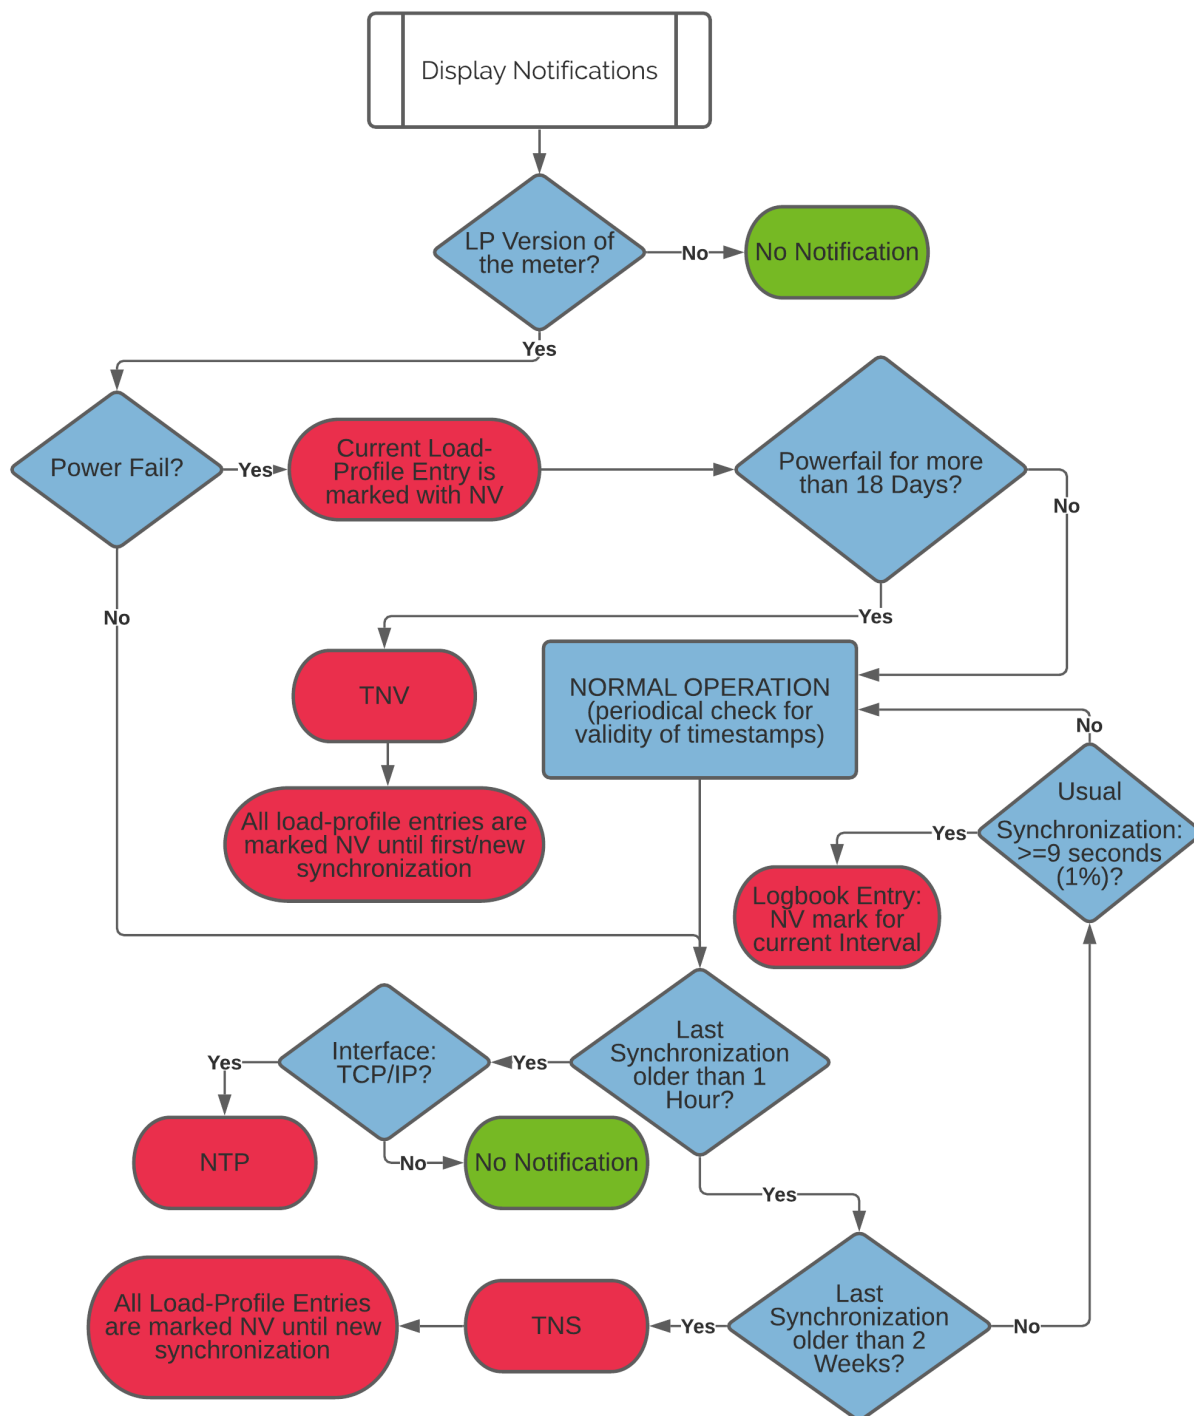 Display Notifications
LP Version of
the meter?
No
No Notification
Yes
Power Fail?
Yes
Current Load-
Profile Entry is
marked with NV
Powerfail for more
than 18 Days?
No
No
Yes
TNV
NORMAL OPERATION
(periodical check for
validity of timestamps)
No
All load-profile entries are
marked NV until first/new
synchronization
Usual
Synchronization:
>=9 seconds
(1%)?
Yes
Logbook Entry:
NV mark for
current Interval
Last
Synchronization
older than 1
Hour?
Yes
Interface:
TCP/IP?
Yes
NTP
No
No Notification
Yes
Last
Synchronization
older than 2
Weeks?
No
Yes
TNS
All Load-Profile Entries
are marked NV until new
synchronization